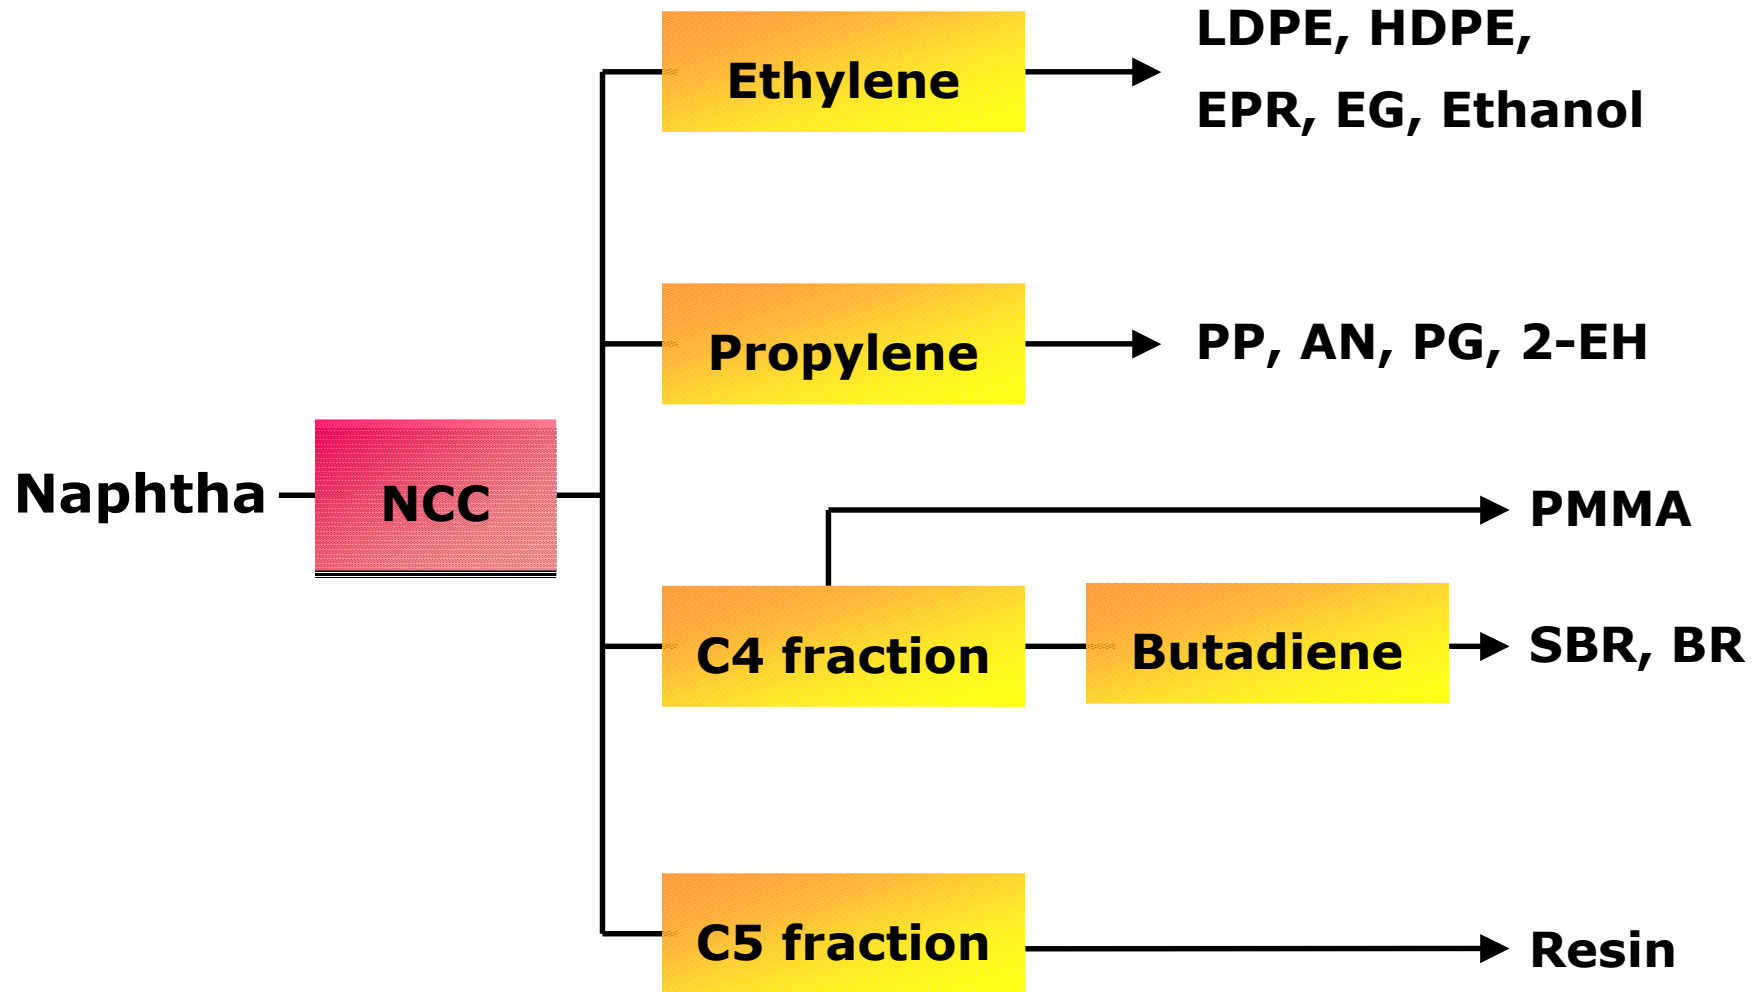 LDPE, HDPE,
Ethylene
EPR, EG, Ethanol
Propylene
PP, AN, PG, 2-EH
Naphtha
NCC
PMMA
C4 fraction
Butadiene
SBR, BR
C5 fraction
Resin